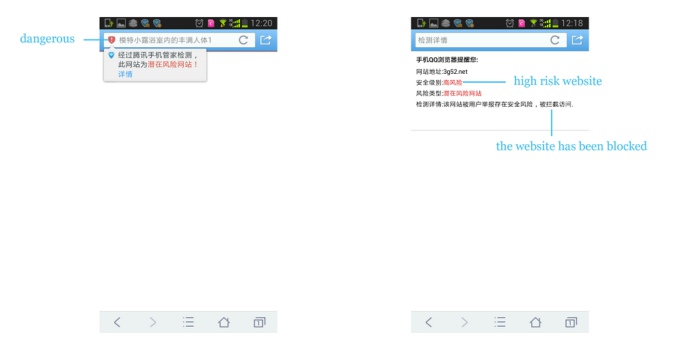 12:20
dangerous
模特小露浴室内的丰满人体1
经过腾讯手机管家检测，
此网站为潜在风险网站！
详情
1
12:18
检测详情
手机QQ浏览器提醒您:
网站地址:3g52.net
安全级别:高风险
high risk website
风险类型:潜在风险网站
检测详情:该网站被用户举报存在安全风险，被拦截访问.
the website has been blocked
1